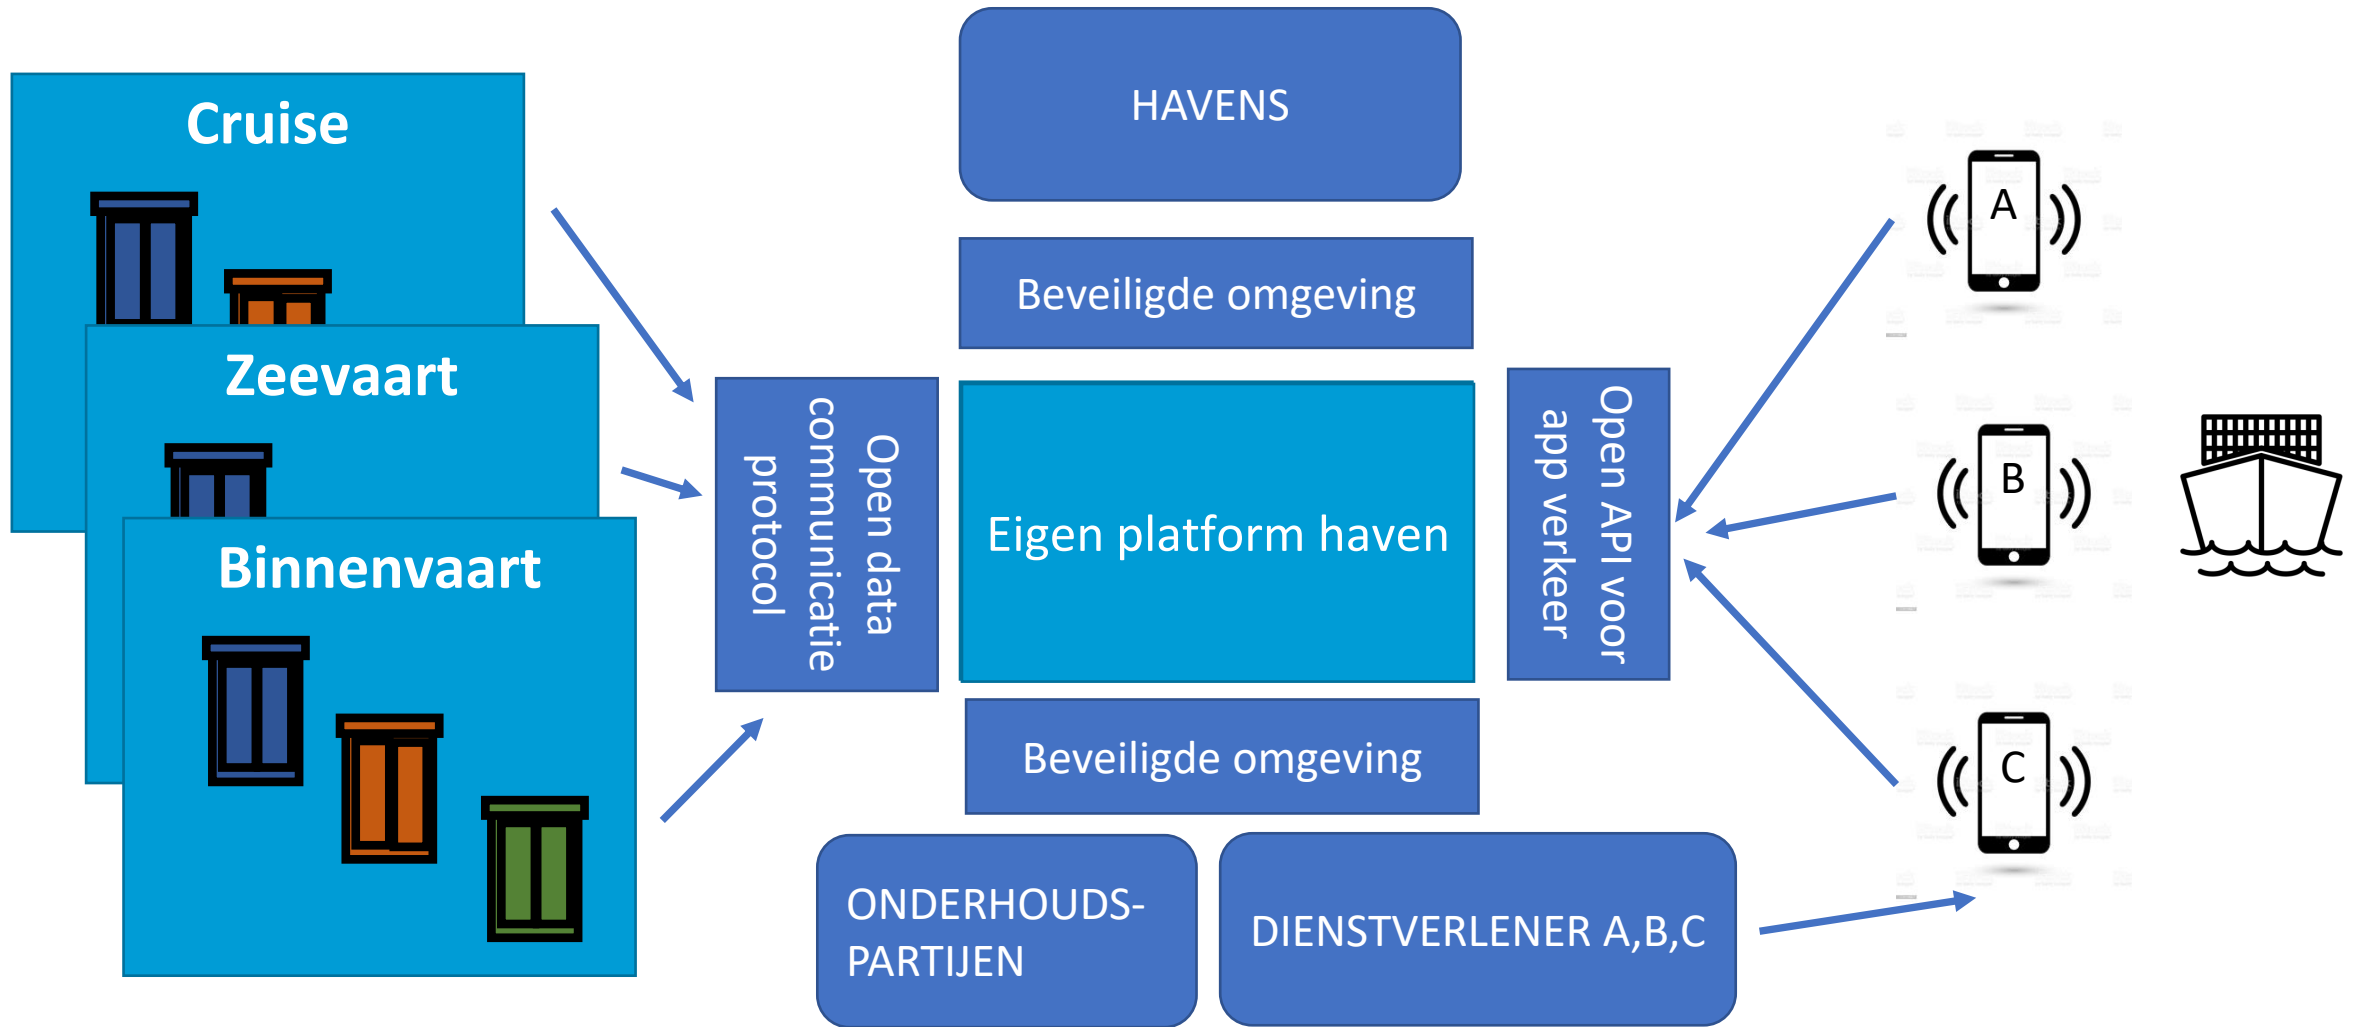 Cruise
Zeevaart
Binnenvaart
Open data
communicatie
protocol
HAVENS
Beveiligde omgeving
Eigen platform haven
Beveiligde omgeving
ONDERHOUDS-
PARTIJEN
DIENSTVERLENER A,B,C
Open API voor
app verkeer
A
B
C